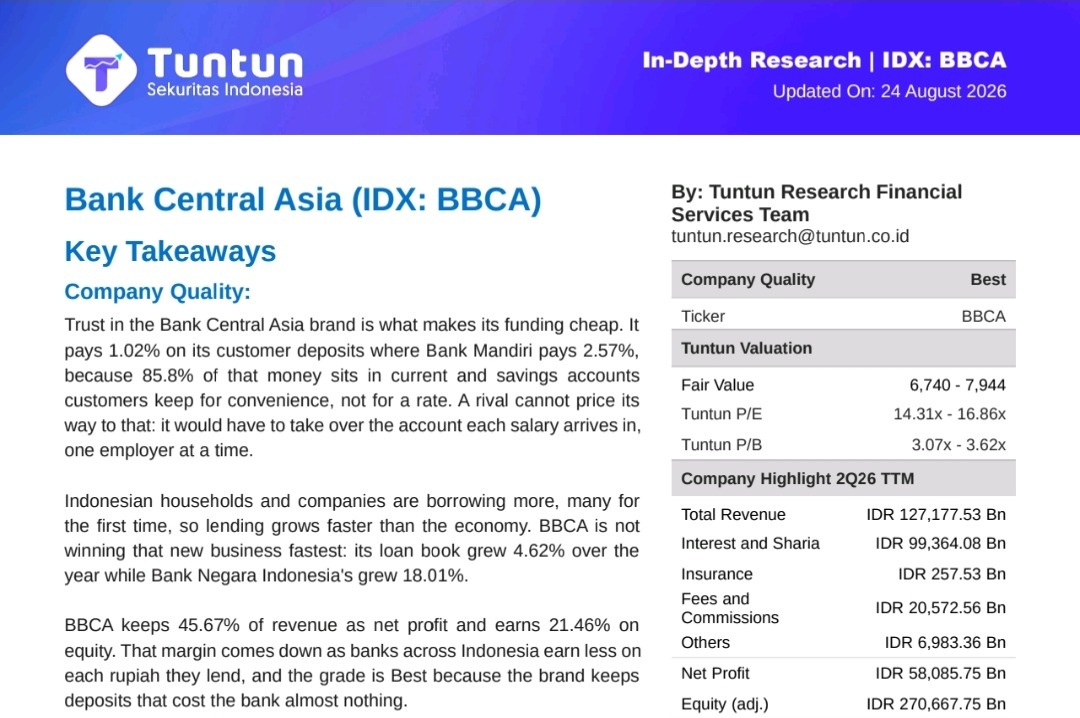 Tuntun
Sekuritas Indonesia
In-Depth Research | IDX: BBCA
Updated On: 24 August 2026
Bank Central Asia (IDX: BBCA)
Key Takeaways
Company Quality:
Trust in the Bank Central Asia brand is what makes its funding cheap. It
pays 1.02% on its customer deposits where Bank Mandiri pays 2.57%,
because 85.8% of that money sits in current and savings accounts
customers keep for convenience, not for a rate. A rival cannot price its
way to that: it would have to take over the account each salary arrives in,
one employer at a time.
Indonesian households and companies are borrowing more, many for
the first time, so lending grows faster than the economy. BBCA is not
winning that new business fastest: its loan book grew 4.62% over the
year while Bank Negara Indonesia's grew 18.01%.
BBCA keeps 45.67% of revenue as net profit and earns 21.46% on
equity. That margin comes down as banks across Indonesia earn less on
each rupiah they lend, and the grade is Best because the brand keeps
deposits that cost the bank almost nothing.
By: Tuntun Research Financial
Services Team
tuntun.research@tuntun.co.id
Company Quality Best
Ticker BBCA
Tuntun Valuation
Fair Value 6,740 - 7,944
Tuntun P/E 14.31x - 16.86x
Tuntun P/B 3.07x - 3.62x
Company Highlight 2Q26 TTM
Total Revenue IDR 127,177.53 Bn
Interest and Sharia IDR 99,364.08 Bn
Insurance IDR 257.53 Bn
Fees and
Commissions IDR 20,572.56 Bn
Others IDR 6,983.36 Bn
Net Profit IDR 58,085.75 Bn
Equity (adj.) IDR 270,667.75 Bn